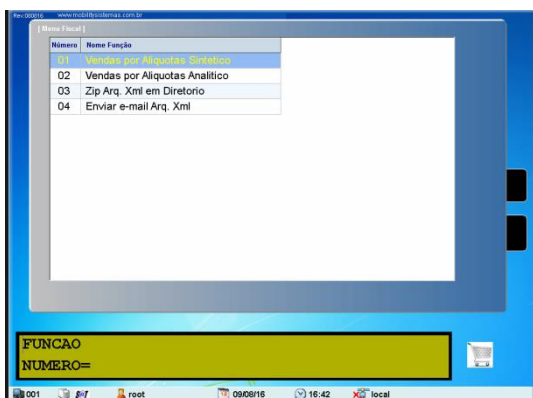 Rev:080816 www.mobilitysistemas.com.br
[ Menu Fiscal ]
Número Nome Função
01 Vendas por Aliquotas Sintetico
02 Vendas por Aliquotas Analitico
03 Zip Arq. Xml em Diretorio
04 Enviar e-mail Arq. Xml
FUNCAO
NUMERO=
001 root 09/08/16 16:42 local